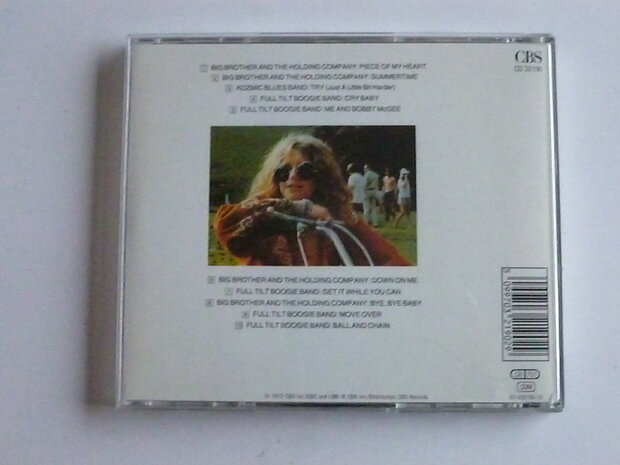 CBS
1 BIG BROTHER AND THE HOLDING COMPANY: PIECE OF MY HEART
2 BIG BROTHER AND THE HOLDING COMPANY: SUMMERTIME
3 KOZMIC BLUES BAND: TRY (Just A Little Bit Harder)
4 FULL TILT BOOGIE BAND: CRY BABY
5 FULL TILT BOOGIE BAND: ME AND BOBBY McGEE
6 BIG BROTHER AND THE HOLDING COMPANY: DOWN ON ME
7 FULL TILT BOOGIE BAND: GET IT WHILE YOU CAN
8 BIG BROTHER AND THE HOLDING COMPANY: BYE, BYE BABY
9 FULL TILT BOOGIE BAND: MOVE OVER
10 FULL TILT BOOGIE BAND: BALL AND CHAIN
5 099703 219029